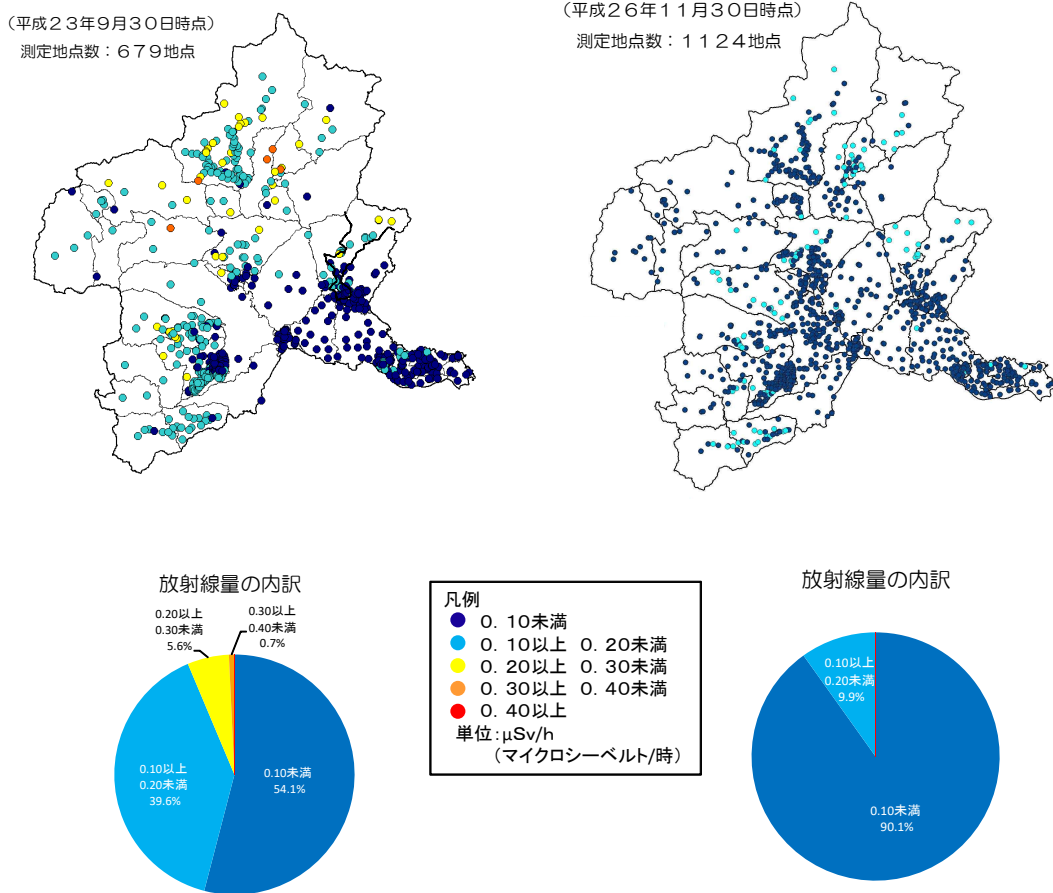 (平成23年9月30日時点)
測定地点数：679地点
(平成26年11月30日時点)
測定地点数：1124地点
放射線量の内訳
0.20以上
0.30未満
5.6%
0.30以上
0.40未満
0.7%
0.10以上
0.20未満
39.6%
0.10未満
54.1%
凡例
0．10未満
0．10以上 0．20未満
0．20以上 0．30未満
0．30以上 0．40未満
0．40以上
単位：μSv/h
（マイクロシーベルト/時）
放射線量の内訳
0.10以上
0.20未満
9.9%
0.10未満
90.1%